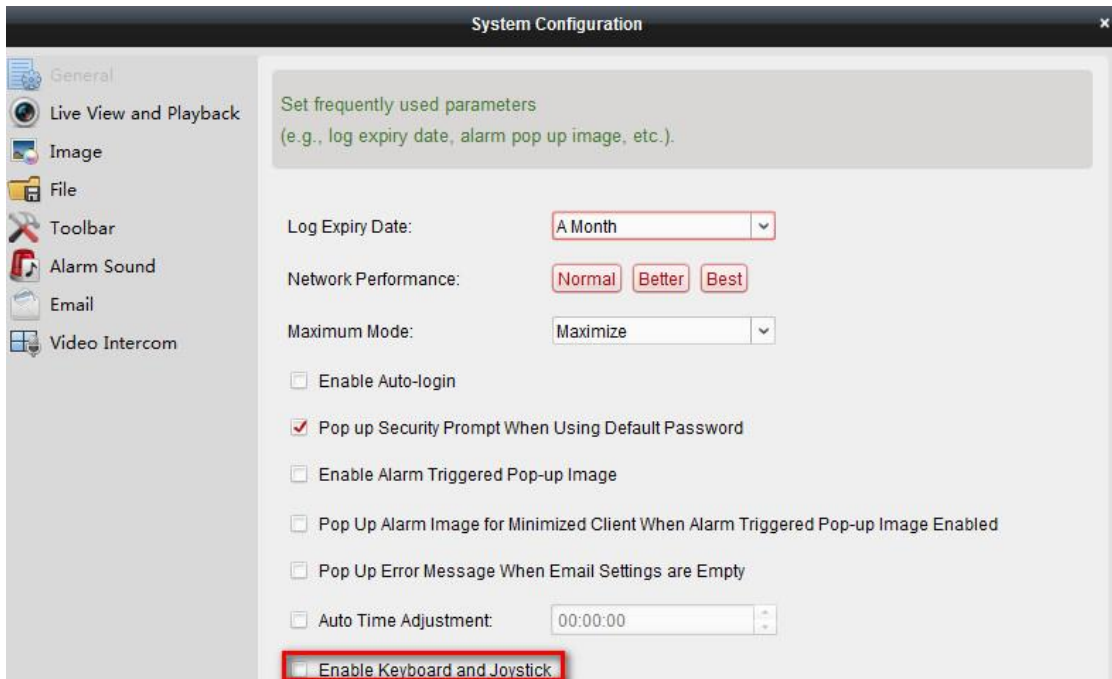 System Configuration
General
Live View and Playback
Image
File
Toolbar
Alarm Sound
Email
Video Intercom
Set frequently used parameters
(e.g., log expiry date, alarm pop up image, etc.).
Log Expiry Date: A Month
Network Performance: Normal Better Best
Maximum Mode: Maximize
Enable Auto-login
Pop up Security Prompt When Using Default Password
Enable Alarm Triggered Pop-up Image
Pop Up Alarm Image for Minimized Client When Alarm Triggered Pop-up Image Enabled
Pop Up Error Message When Email Settings are Empty
Auto Time Adjustment: 00:00:00
Enable Keyboard and Joystick